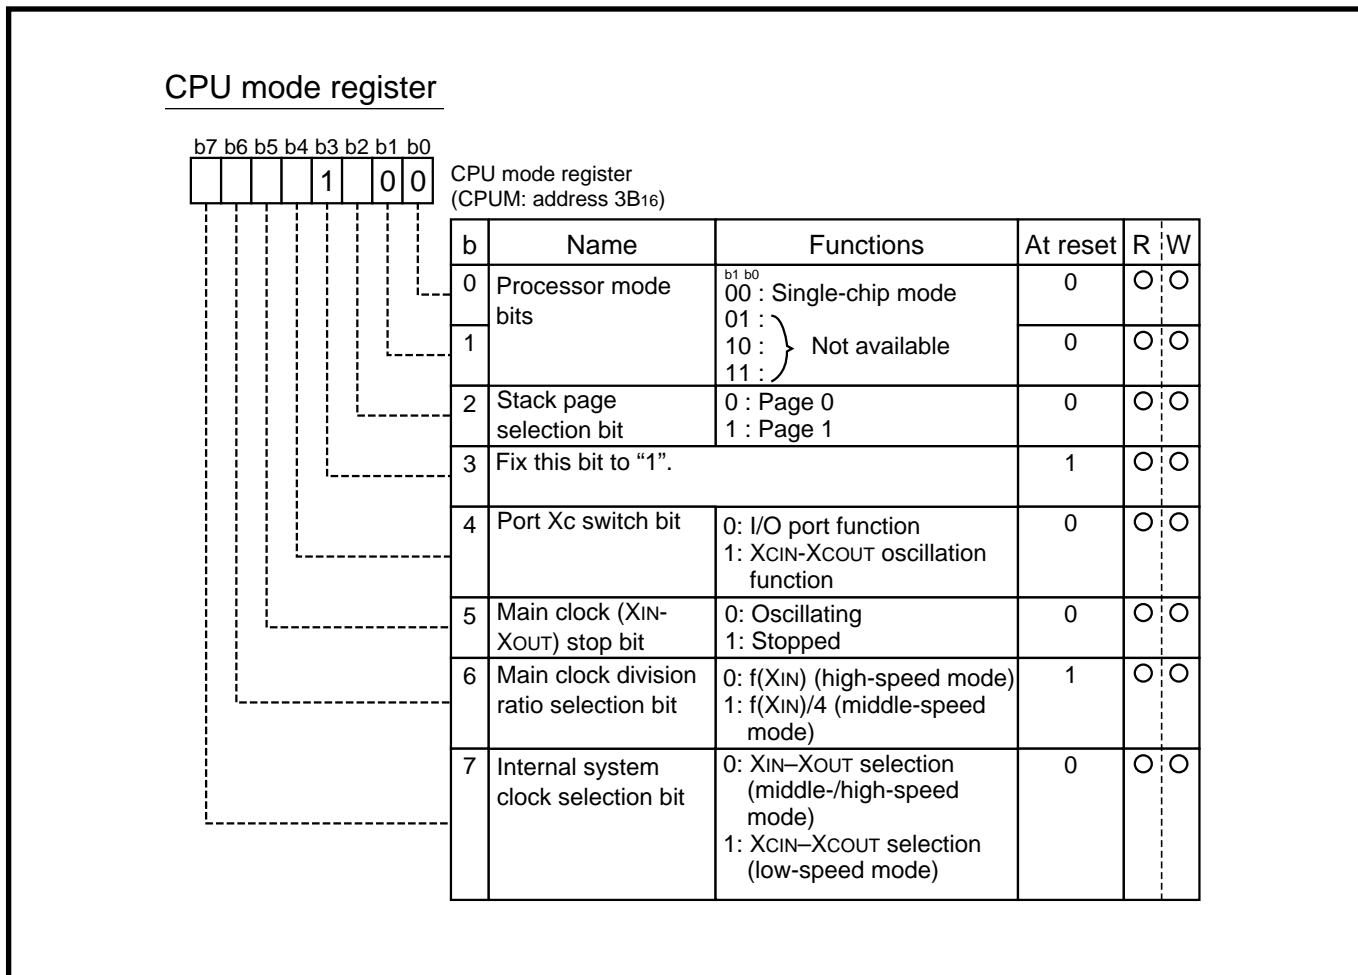 CPU mode register
b7 b6 b5 b4 b3 b2 b1 b0
1 0 0
CPU mode register
(CPUM: address 3B16)
b Name Functions At reset R W
0 Processor mode bits
b1 b0
00 : Single-chip mode
01 :
10 : Not available
11 :
0
1
0
2 Stack page selection bit
0 : Page 0
1 : Page 1
0
3 Fix this bit to “1”.
1
4 Port Xc switch bit
0: I/O port function
1: XCIN-XCOUT oscillation
function
0
5 Main clock (XIN-
XOUT) stop bit
0: Oscillating
1: Stopped
0
6 Main clock division
ratio selection bit
0: f(XIN) (high-speed mode)
1: f(XIN)/4 (middle-speed
mode)
1
7 Internal system
clock selection bit
0: XIN–XOUT selection
(middle-/high-speed
mode)
1: XCIN–XCOUT selection
(low-speed mode)
0